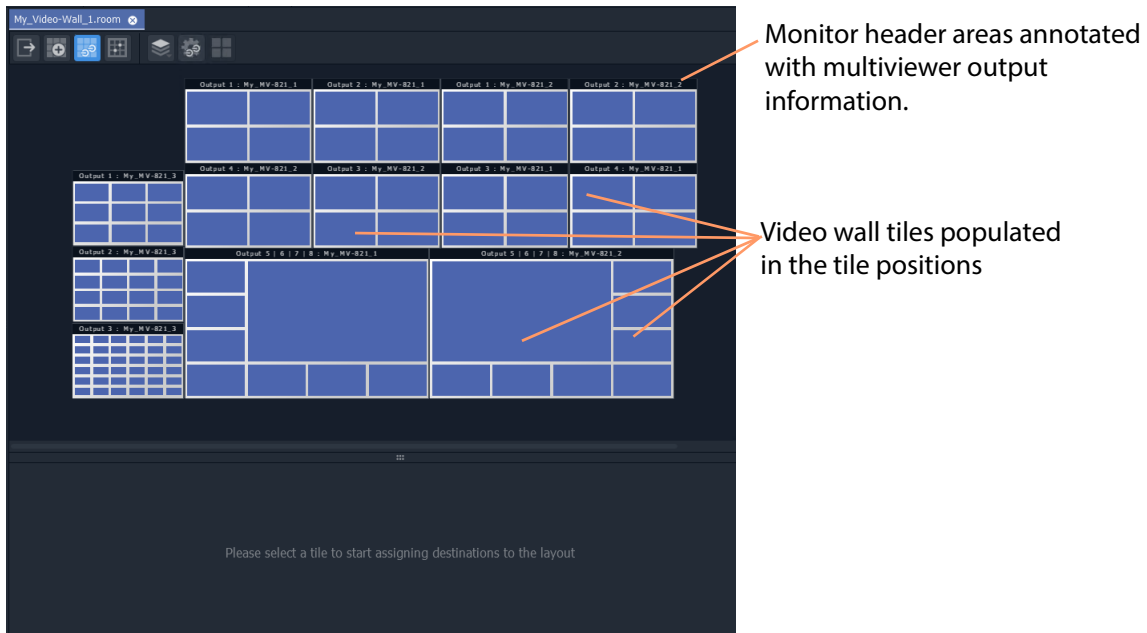 My_Video-Wall_1.room
Monitor header areas annotated
with multiviewer output
information.
Output 1 : My_MV-821_1
Output 2 : My_MV-821_1
Output 1 : My_MV-821_2
Output 2 : My_MV-821_2
Output 4 : My_MV-821_2
Output 3 : My_MV-821_2
Output 3 : My_MV-821_1
Output 4 : My_MV-821_1
Output 1 : My_MV-821_3
Output 2 : My_MV-821_3
Output 3 : My_MV-821_3
Output 5 | 6 | 7 | 8 : My_MV-821_1
Output 5 | 6 | 7 | 8 : My_MV-821_2
Video wall tiles populated
in the tile positions
Please select a tile to start assigning destinations to the layout